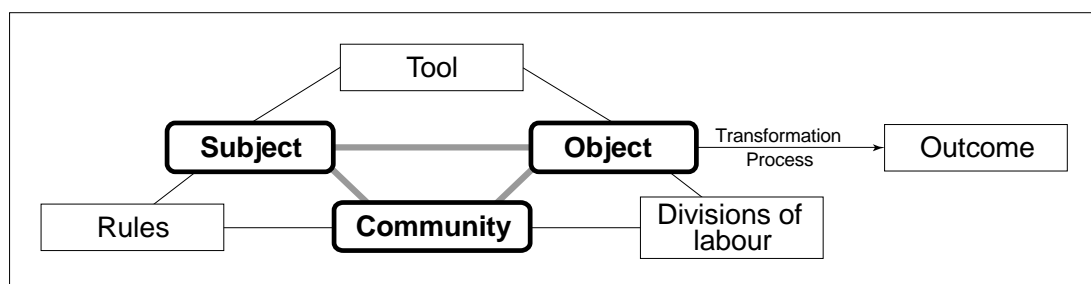 Tool
Subject
Object
Transformation
Process
Outcome
Rules
Community
Divisions of
labour